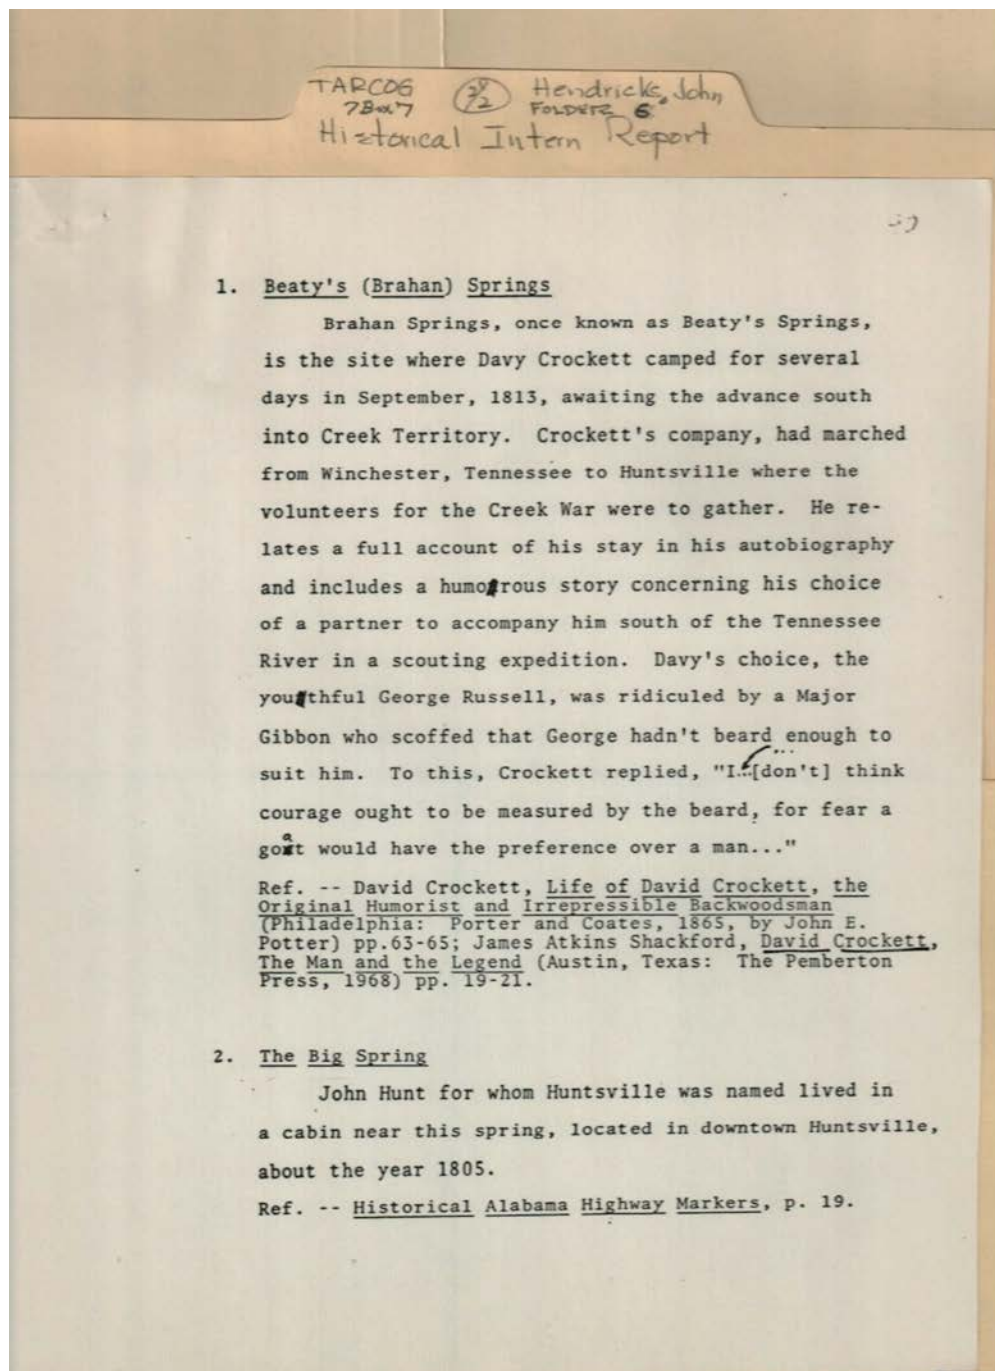 TARCOG Hendricks, John
7Box7 FOLDER 6
Historical Intern Report
1. Beaty's (Brahan) Springs
Brahan Springs, once known as Beaty's Springs,
is the site where Davy Crockett camped for several
days in September, 1813, awaiting the advance south
into Creek Territory. Crockett's company, had marched
from Winchester, Tennessee to Huntsville where the
volunteers for the Creek War were to gather. He re-
lates a full account of his stay in his autobiography
and includes a humorous story concerning his choice
of a partner to accompany him south of the Tennessee
River in a scouting expedition. Davy's choice, the
youthful George Russell, was ridiculed by a Major
Gibbon who scoffed that George hadn't beard enough to
suit him. To this, Crockett replied, "I...[don't] think
courage ought to be measured by the beard, for fear a
goat would have the preference over a man..."
Ref. -- David Crockett, Life of David Crockett, the
Original Humorist and Irrepressible Backwoodsman
(Philadelphia: Porter and Coates, 1865, by John E.
Potter) pp.63-65; James Atkins Shackford, David Crockett,
The Man and the Legend (Austin, Texas: The Pemberton
Press, 1968) pp. 19-21.
2. The Big Spring
John Hunt for whom Huntsville was named lived in
a cabin near this spring, located in downtown Huntsville,
about the year 1805.
Ref. -- Historical Alabama Highway Markers, p. 19.